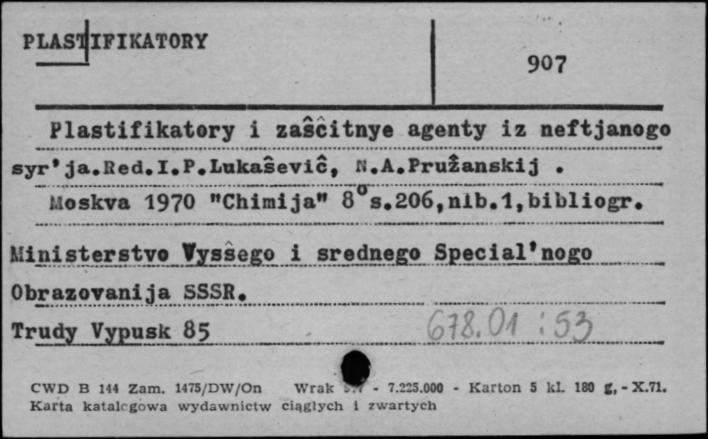 PLASTIFIKATORY
907
Plastifikatory i zaŝĉitnye agenty iz neftjanogo
syr'ja.Red.I.P.Lukaŝeviĉ, N.A.Pružanskij .
Moskva 1970 "Chimija" 8°s.206,nlb.1,bibliogr.
Ministerstvo Vysŝego i srednego Special'nogo
Obrazovanija SSSR.
Trudy Vypusk 85
678.01 : 53
CWD B 144 Zam. 1475/DW/On Wrak - 7.225.000 - Karton 5 kl. 180 g, - X.71.
Karta katalogowa wydawnictw ciągłych i zwartych